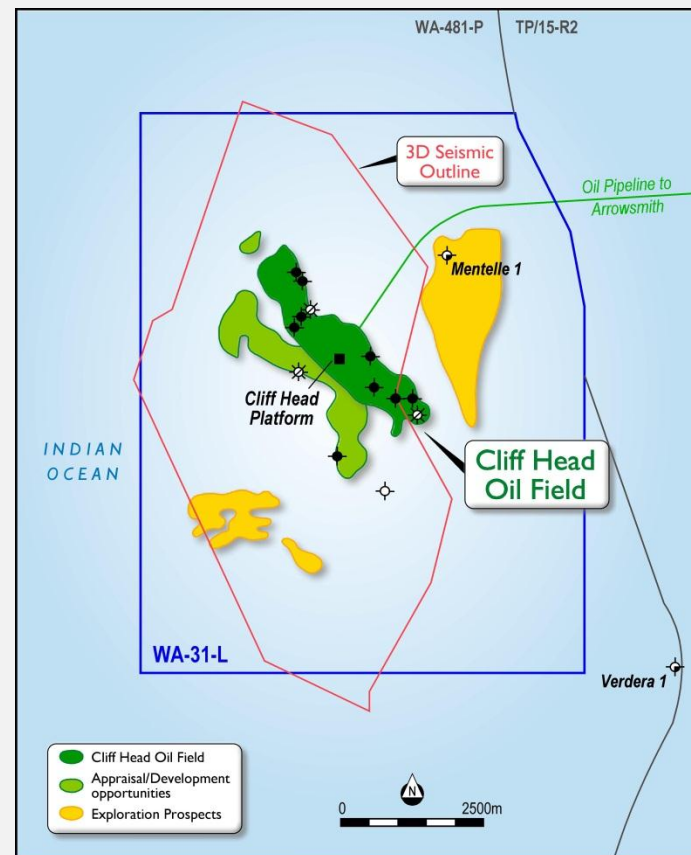 WA-481-P
TP/15-R2
3D Seismic
Outline
Oil Pipeline to
Arrowsmith
Mentelle 1
Cliff Head
Platform
INDIAN
OCEAN
Cliff Head
Oil Field
WA-31-L
Verdera 1
Cliff Head Oil Field
Appraisal/Development
opportunities
Exploration Prospects
N
0
2500m